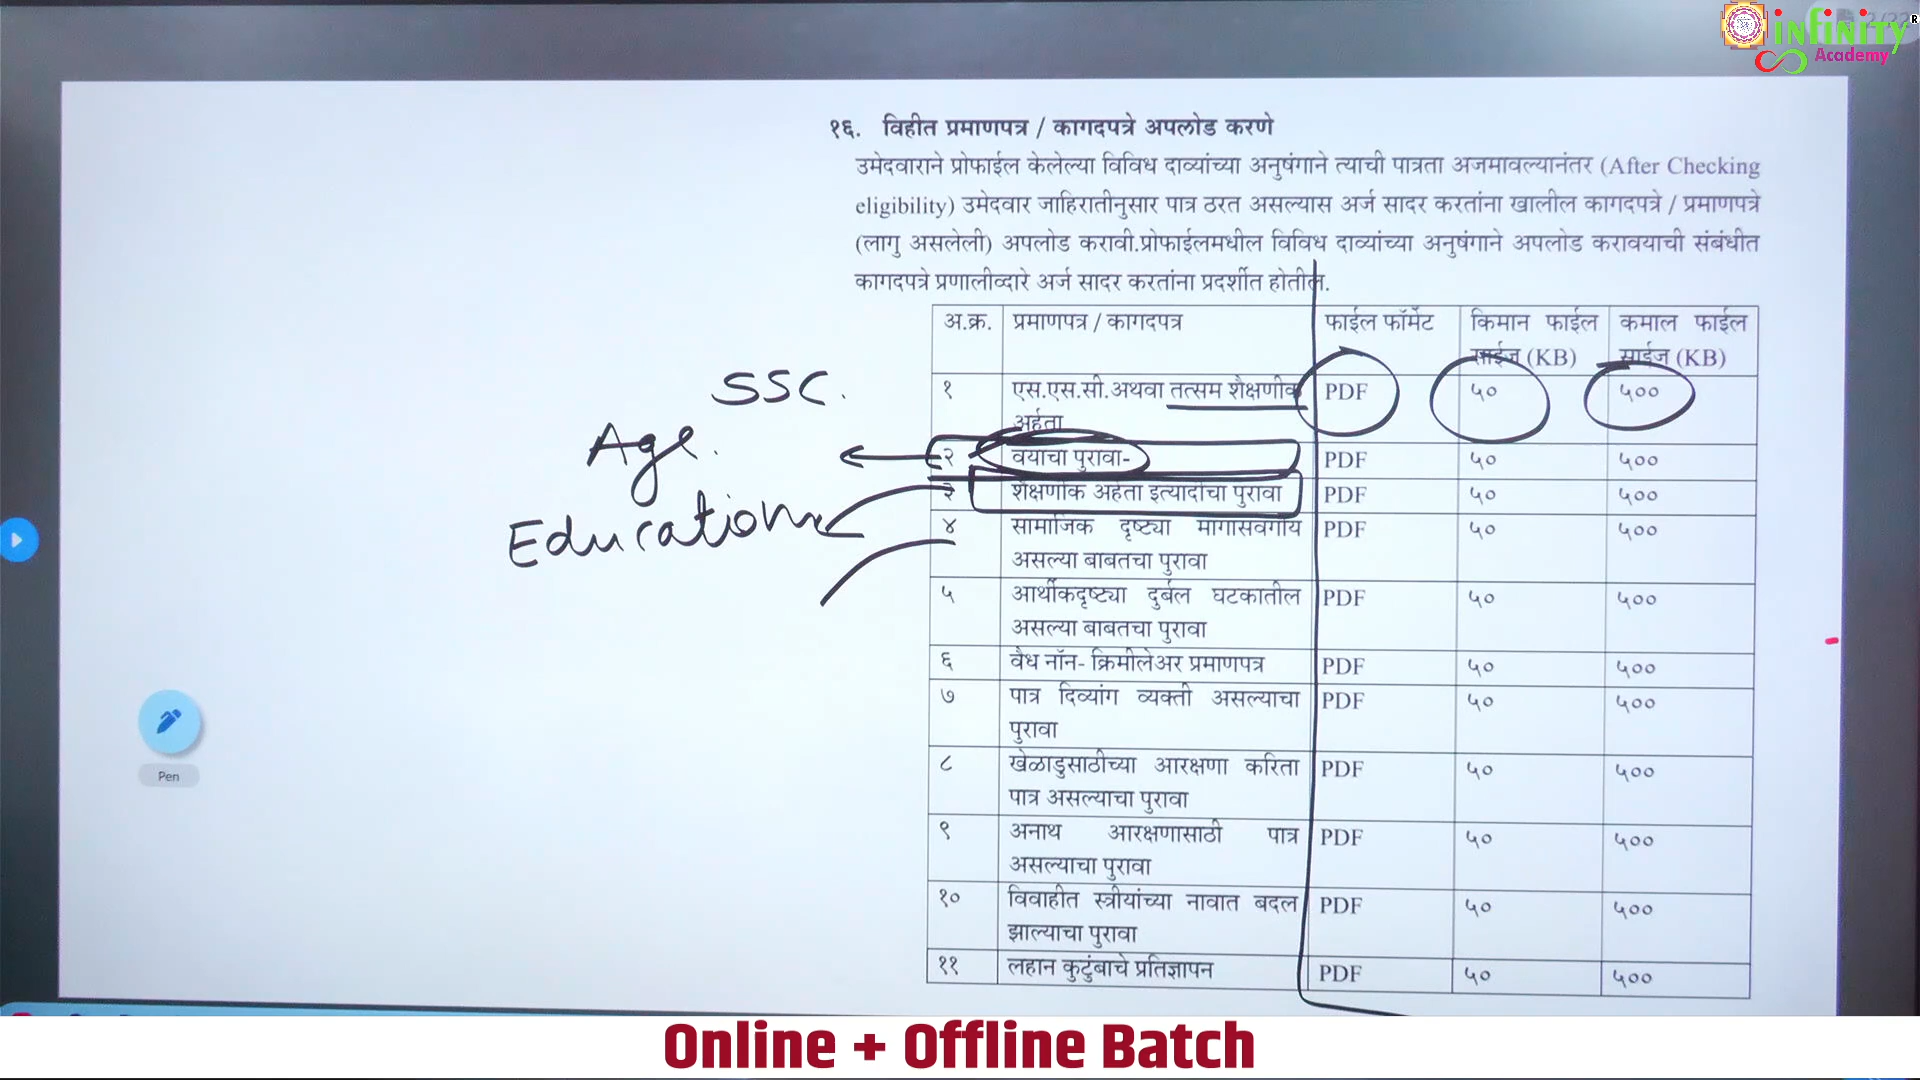 infinity
Academy
१६. विहीत प्रमाणपत्र / कागदपत्रे अपलोड करणे
उमेदवाराने प्रोफाईल केलेल्या विविध दाव्यांच्या अनुषंगाने त्याची पात्रता अजमावल्यानंतर (After Checking
eligibility) उमेदवार जाहिरातीनुसार पात्र ठरत असल्यास अर्ज सादर करतांना खालील कागदपत्रे / प्रमाणपत्रे
(लागु असलेली) अपलोड करावी.प्रोफाईलमधील विविध दाव्यांच्या अनुषंगाने अपलोड करावयाची संबंधीत
कागदपत्रे प्रणालीव्दारे अर्ज सादर करतांना प्रदर्शीत होतील.
अ.क्र. प्रमाणपत्र / कागदपत्र फाईल फॉर्मेट किमान फाईल साईज (KB) कमाल फाईल साईज (KB)
१ एस.एस.सी.अथवा तत्सम शैक्षणीक PDF ५० ५००
अर्हता
२ वयाचा पुरावा- PDF ५० ५००
३ शैक्षणीक अर्हता इत्यादीचा पुरावा PDF ५० ५००
४ सामाजिक दृष्ट्या मागासवर्गीय PDF ५० ५००
असल्या बाबतचा पुरावा
५ आर्थीकदृष्ट्या दुर्बल घटकातील PDF ५० ५००
असल्या बाबतचा पुरावा
६ वैध नॉन- क्रिमीलेअर प्रमाणपत्र PDF ५० ५००
७ पात्र दिव्यांग व्यक्ती असल्याचा PDF ५० ५००
पुरावा
८ खेळाडुसाठीच्या आरक्षणा करिता PDF ५० ५००
पात्र असल्याचा पुरावा
९ अनाथ आरक्षणासाठी पात्र PDF ५० ५००
असल्याचा पुरावा
१० विवाहीत स्त्रीयांच्या नावात बदल PDF ५० ५००
झाल्याचा पुरावा
११ लहान कुटुंबाचे प्रतिज्ञापन PDF ५० ५००
SSC.
Age.
Education
Pen
Online + Offline Batch